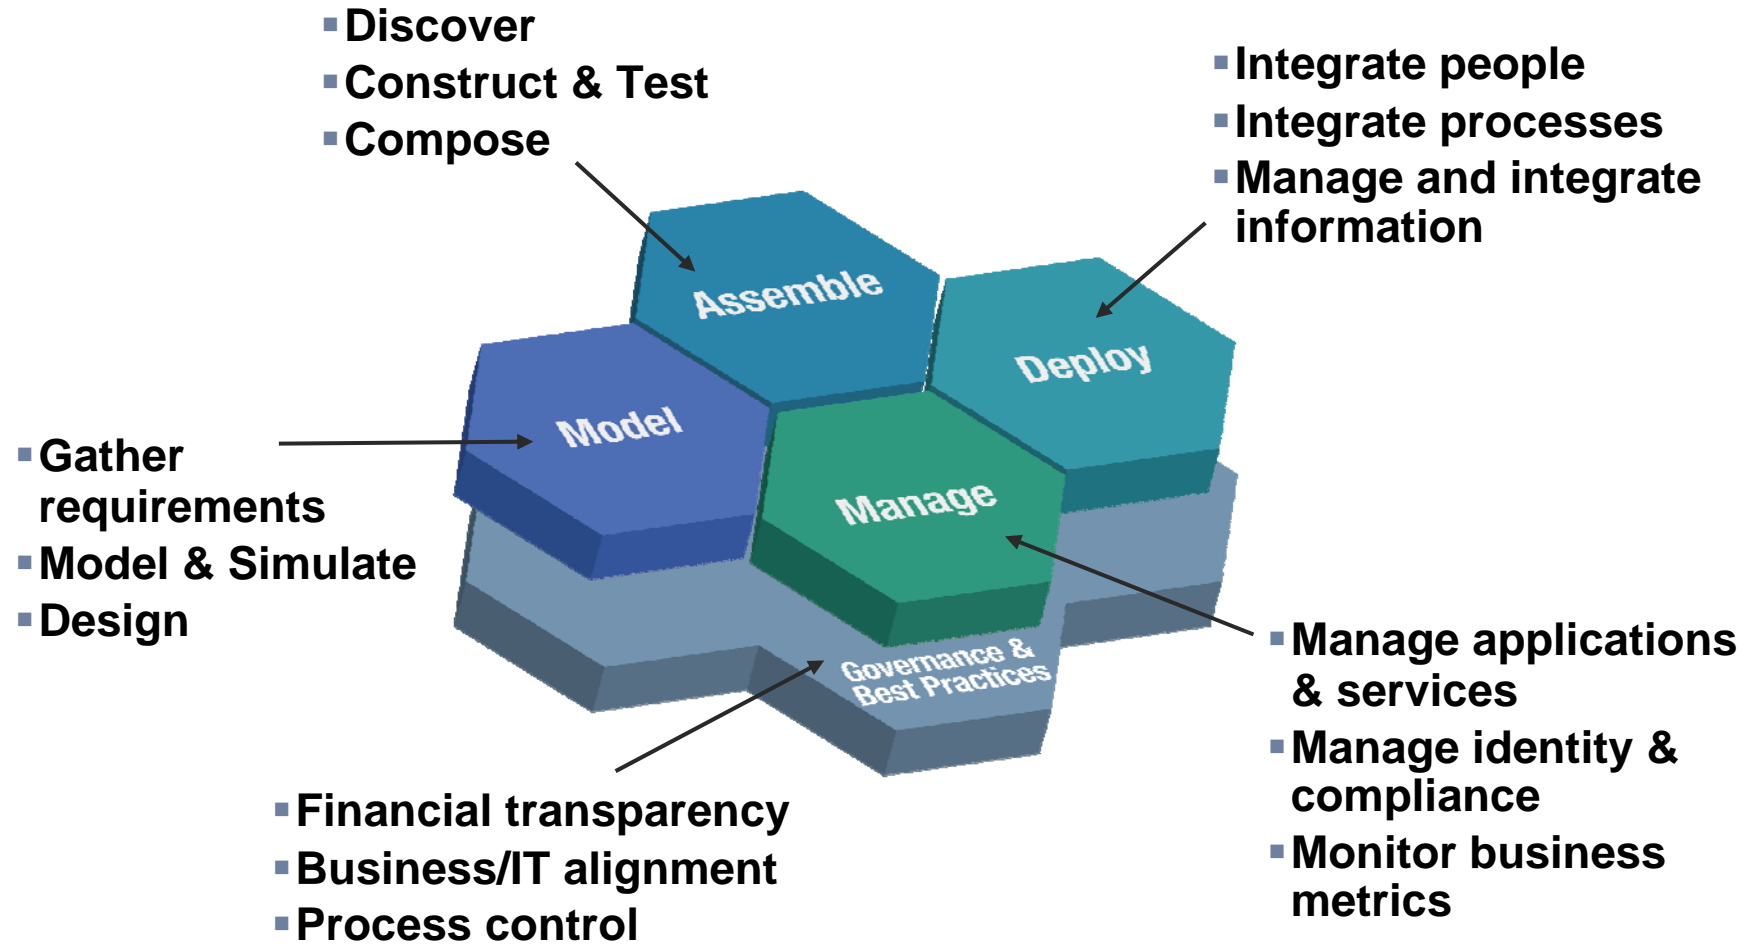 ▪Discover
▪Construct & Test
▪Compose
▪Integrate people
▪Integrate processes
▪Manage and integrate
information
Assemble
Deploy
Model
Manage
▪Gather
requirements
▪Model & Simulate
▪Design
Governance &
Best Practices
▪Manage applications
& services
▪Manage identity &
compliance
▪Monitor business
metrics
▪Financial transparency
▪Business/IT alignment
▪Process control